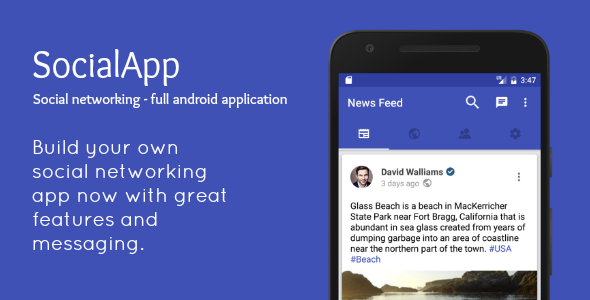 SocialApp
Social networking - full android application
Build your own
social networking
app now with great
features and
messaging.
3:47
News Feed
David Walliams
3 days ago
Glass Beach is a beach in MacKerricher
State Park near Fort Bragg, California that is
abundant in sea glass created from years of
dumping garbage into an area of coastline
near the northern part of the town. #USA
#Beach